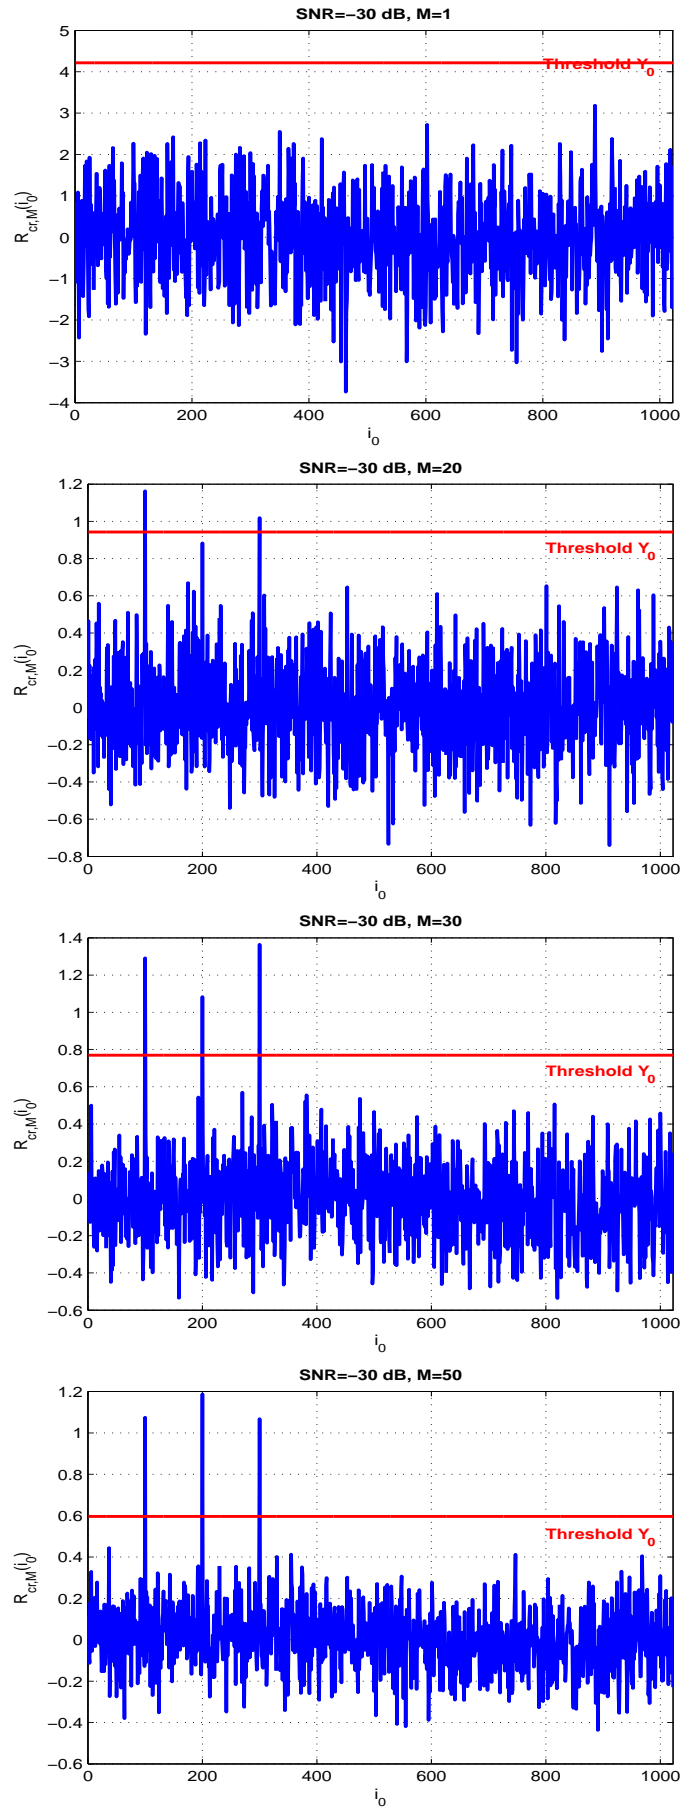 SNR=−30 dB, M=1
5
4
3
2
1
0
−1
−2
−3
−4
Threshold Y0
R_cr,M(i0)
0 200 400 600 800 1000
i0
SNR=−30 dB, M=20
1.2
1
0.8
0.6
0.4
0.2
0
−0.2
−0.4
−0.6
−0.8
Threshold Y0
R_cr,M(i0)
0 200 400 600 800 1000
i0
SNR=−30 dB, M=30
1.4
1.2
1
0.8
0.6
0.4
0.2
0
−0.2
−0.4
−0.6
Threshold Y0
R_cr,M(i0)
0 200 400 600 800 1000
i0
SNR=−30 dB, M=50
1.2
1
0.8
0.6
0.4
0.2
0
−0.2
−0.4
−0.6
Threshold Y0
R_cr,M(i0)
0 200 400 600 800 1000
i0